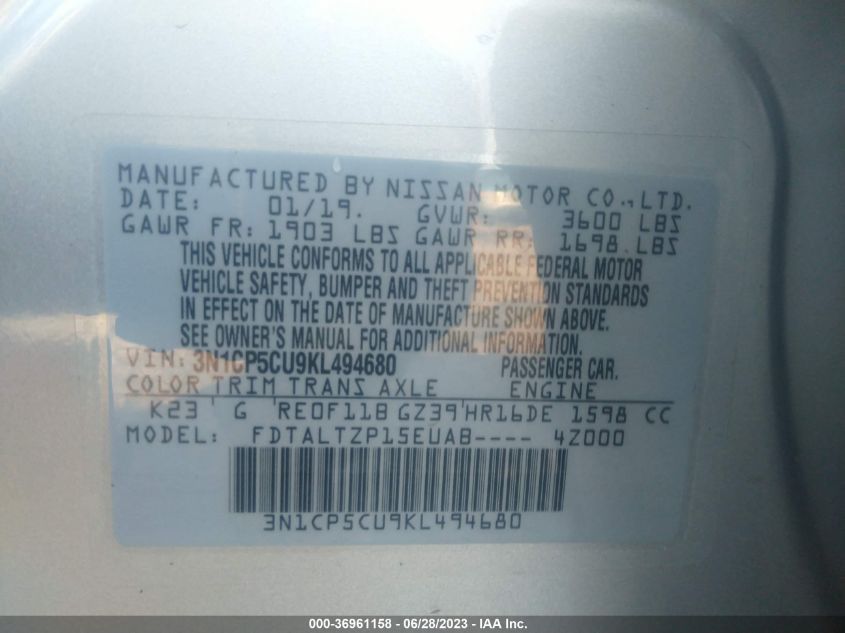 MANUFACTURED BY NISSAN MOTOR CO.,LTD.
DATE: 01/19. GVWR: 3600 LBS
GAWR FR: 1903 LBS GAWR RR: 1698 LBS
THIS VEHICLE CONFORMS TO ALL APPLICABLE FEDERAL MOTOR
VEHICLE SAFETY, BUMPER AND THEFT PREVENTION STANDARDS
IN EFFECT ON THE DATE OF MANUFACTURE SHOWN ABOVE.
SEE OWNER'S MANUAL FOR ADDITIONAL INFORMATION.
VIN: 3N1CP5CU9KL494680 PASSENGER CAR.
COLOR TRIM TRANS AXLE ENGINE
K23 G RE0F11B GZ39 HR16DE 1598 CC
MODEL: FDTALTZP15EUAB---- 4Z000
3N1CP5CU9KL494680
000-36961158 - 06/28/2023 - IAA Inc.